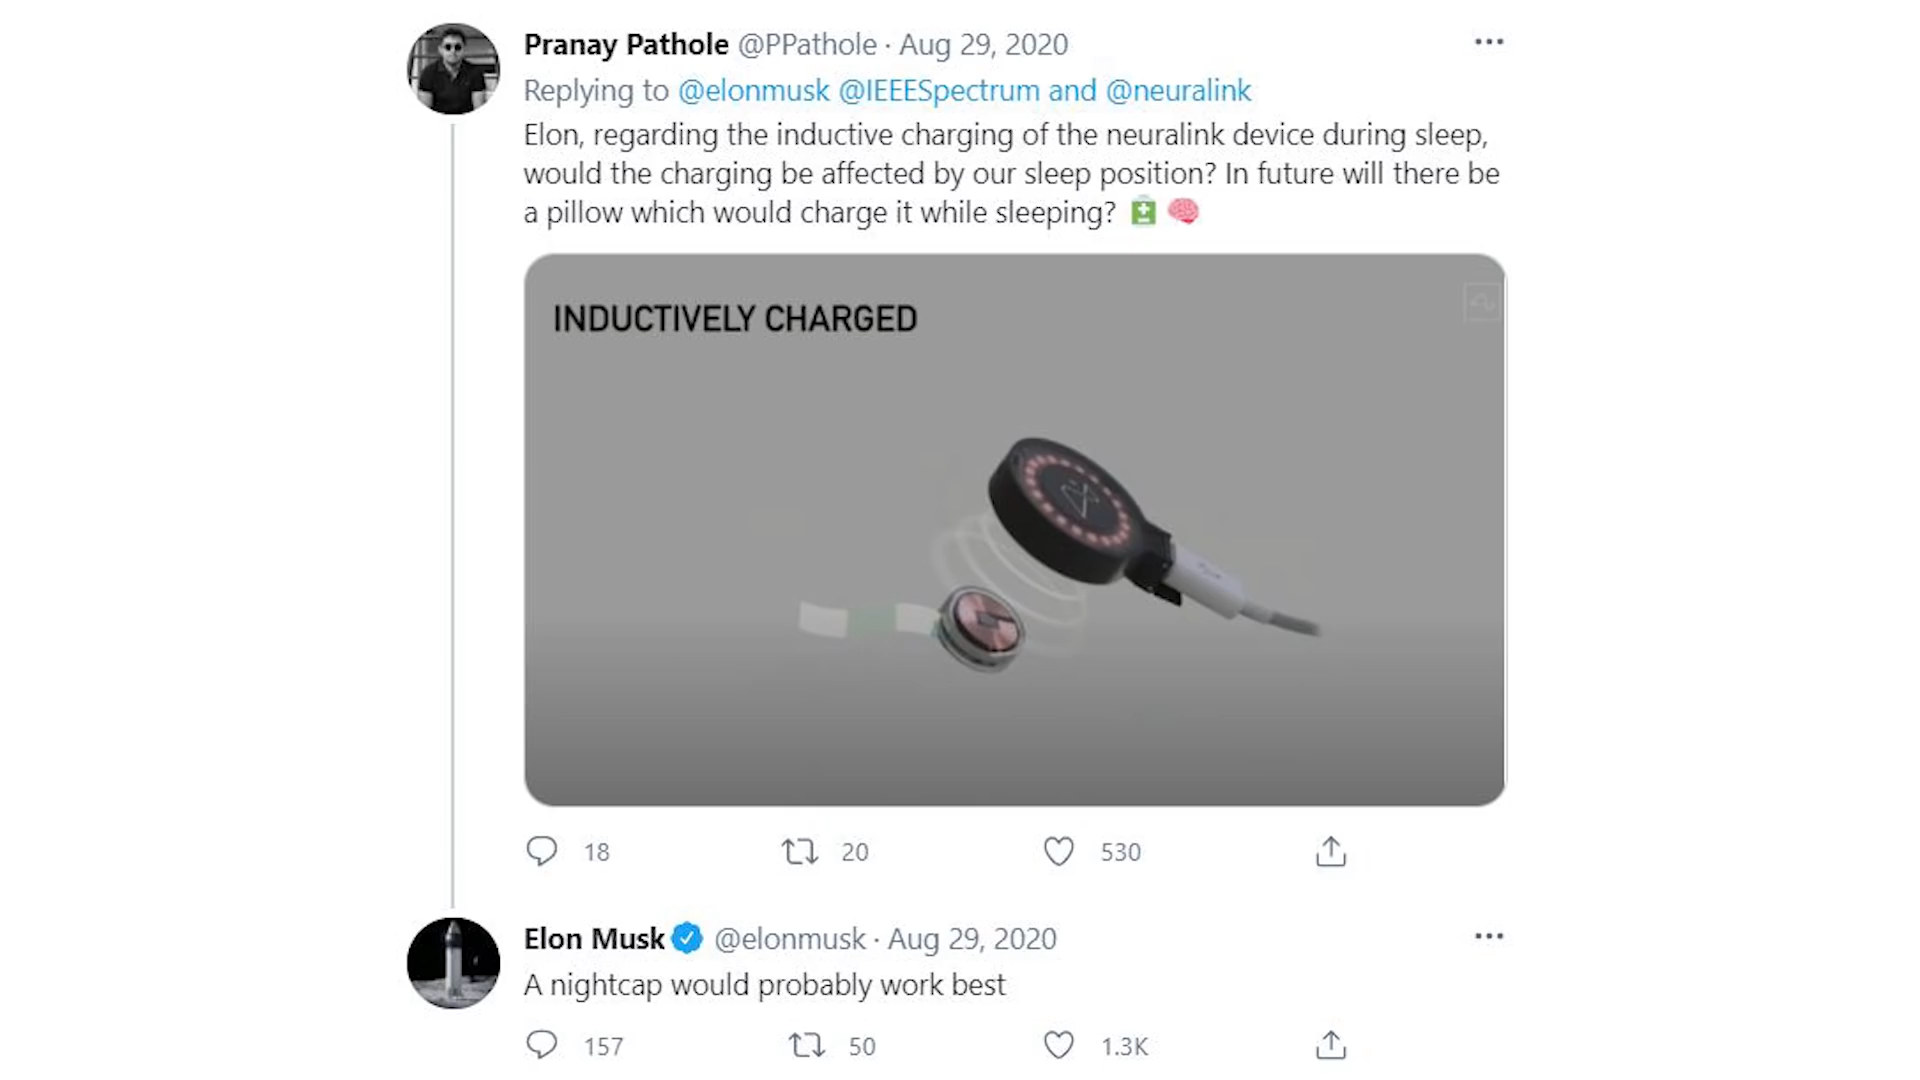 Pranay Pathole @PPathole · Aug 29, 2020
Replying to @elonmusk @IEEESpectrum and @neuralink
Elon, regarding the inductive charging of the neuralink device during sleep,
would the charging be affected by our sleep position? In future will there be
a pillow which would charge it while sleeping?
INDUCTIVELY CHARGED
18 20 530
Elon Musk @elonmusk · Aug 29, 2020
A nightcap would probably work best
157 50 1.3K